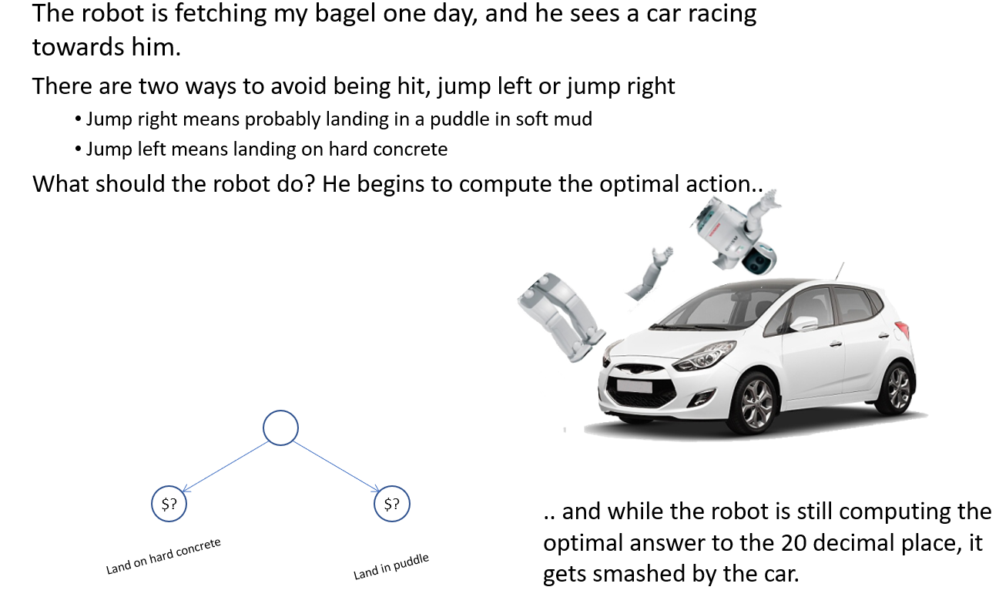 The robot is fetching my bagel one day, and he sees a car racing
towards him.
There are two ways to avoid being hit, jump left or jump right
• Jump right means probably landing in a puddle in soft mud
• Jump left means landing on hard concrete
What should the robot do? He begins to compute the optimal action..
$?
$?
Land on hard concrete
Land in puddle
.. and while the robot is still computing the
optimal answer to the 20 decimal place, it
gets smashed by the car.